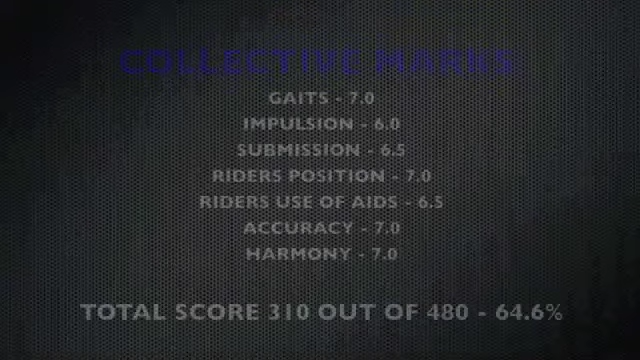 COLLECTIVE MARKS:
GAITS - 7.0
IMPULSION - 6.0
SUBMISSION - 6.5
RIDERS POSITION - 7.0
RIDERS USE OF AIDS - 6.5
ACCURACY - 7.0
HARMONY - 7.0
TOTAL SCORE 310 OUT OF 480 - 64.6%